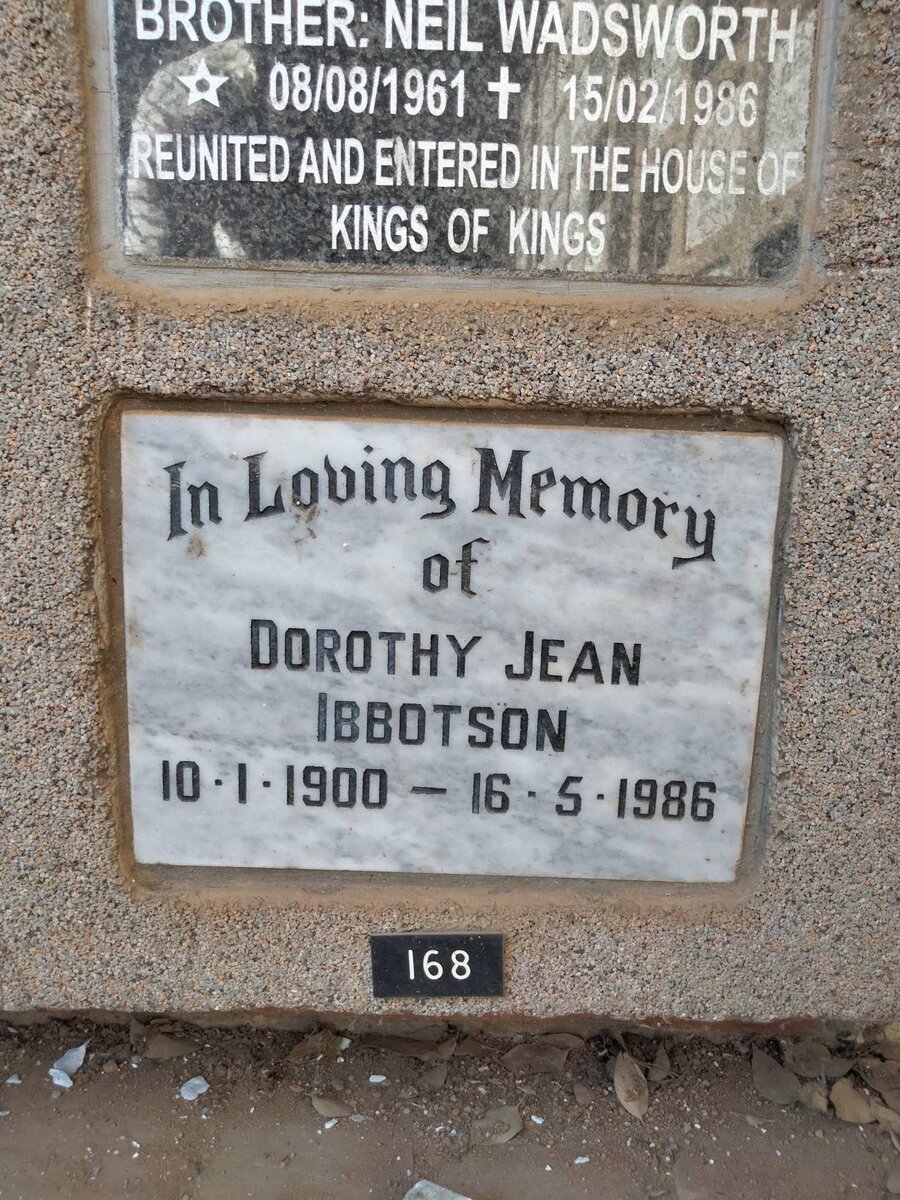 BROTHER: NEIL WADSWORTH
08/08/1961 ✝ 15/02/1986
REUNITED AND ENTERED IN THE HOUSE OF
KINGS OF KINGS
In Loving Memory
of
DOROTHY JEAN
IBBOTSON
10·1·1900 — 16·5·1986
168